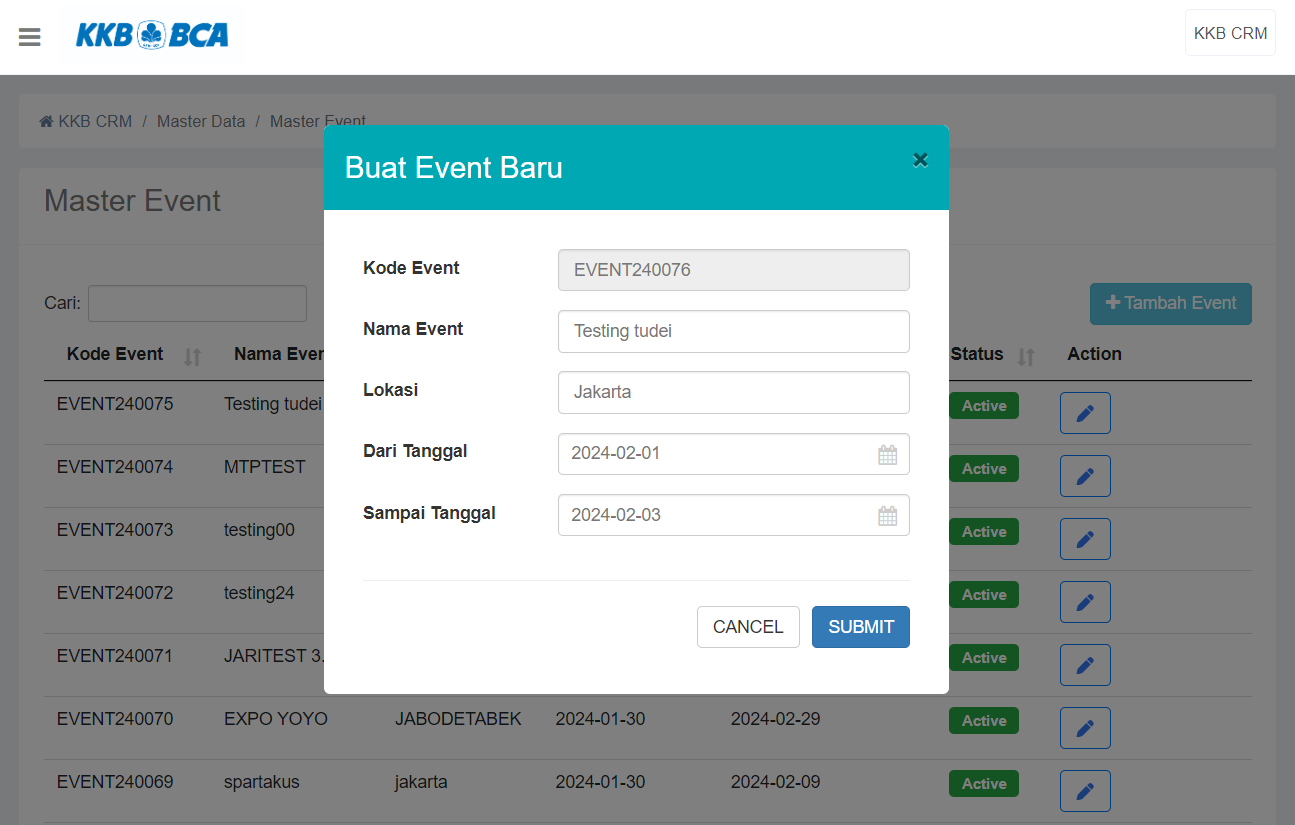 KKB BCA
KKB CRM
KKB CRM / Master Data / Master Event
Buat Event Baru
Master Event
Kode Event EVENT240076
Nama Event Testing tudei
Lokasi Jakarta
Dari Tanggal 2024-02-01
Sampai Tanggal 2024-02-03
CANCEL SUBMIT
Cari: Tambah Event
Kode Event Nama Even Status Action
EVENT240075 Testing tudei Active
EVENT240074 MTPTEST Active
EVENT240073 testing00 Active
EVENT240072 testing24 Active
EVENT240071 JARITEST 3. Active
EVENT240070 EXPO YOYO JABODETABEK 2024-01-30 2024-02-29 Active
EVENT240069 spartakus jakarta 2024-01-30 2024-02-09 Active